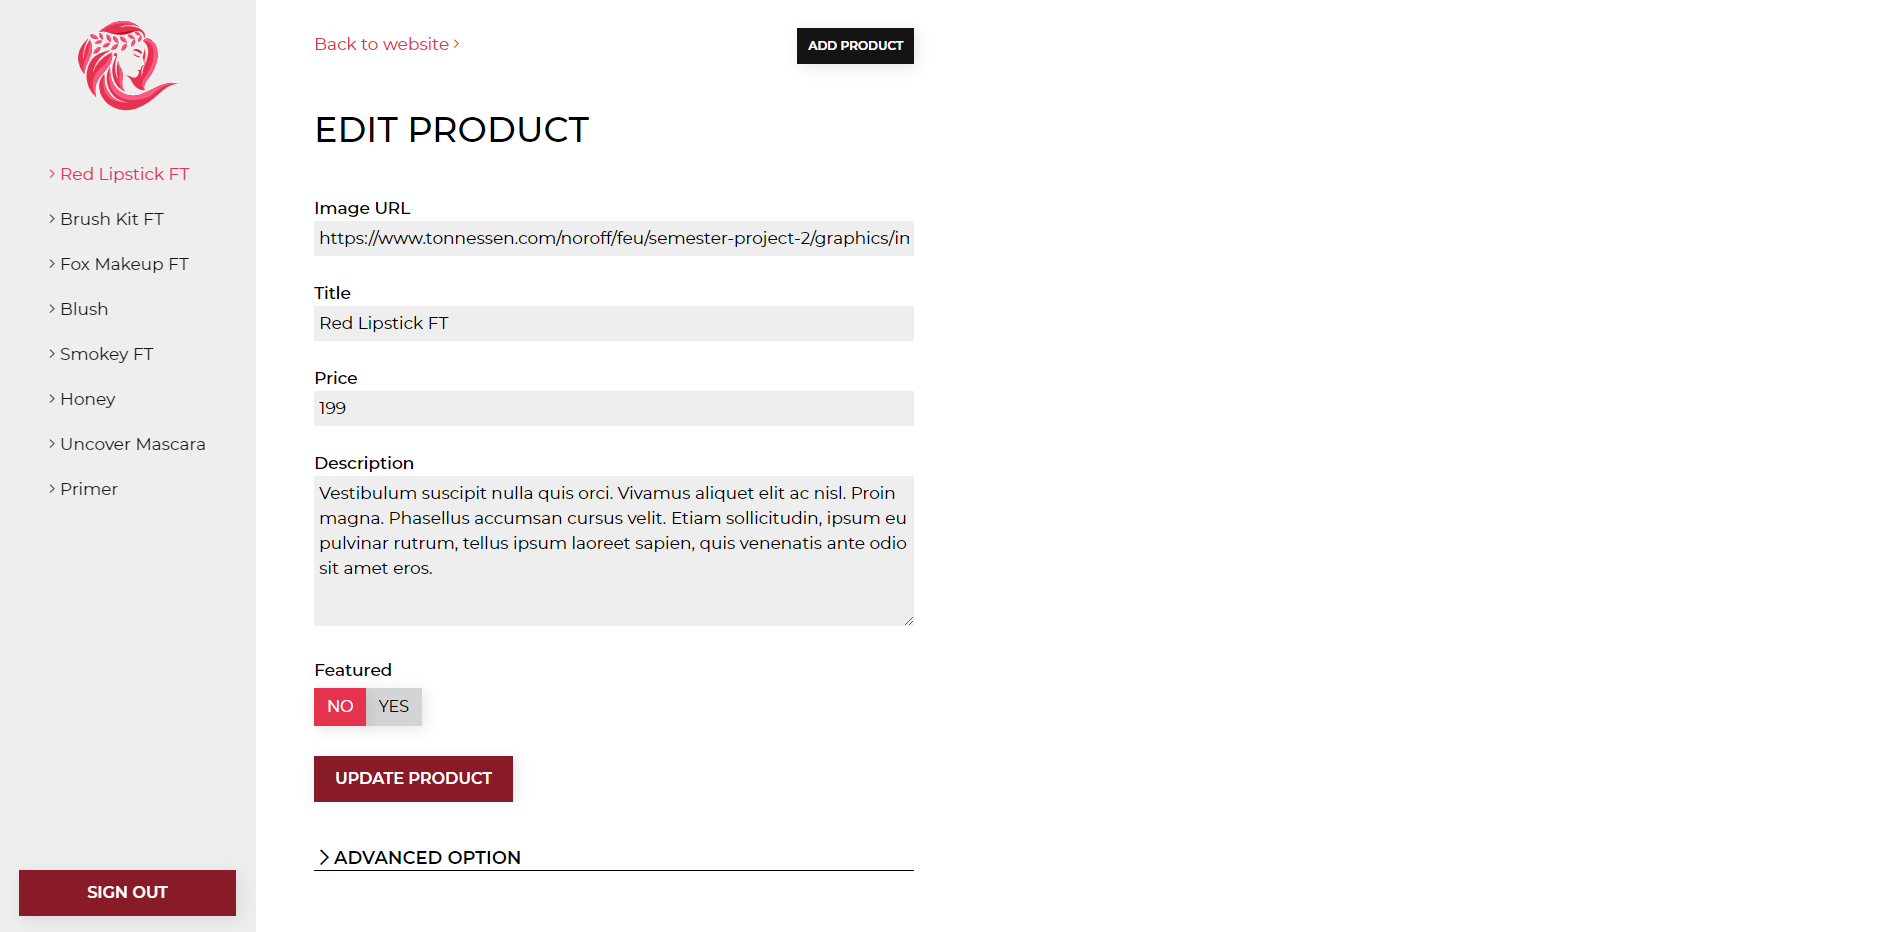 Red Lipstick FT
Brush Kit FT
Fox Makeup FT
Blush
Smokey FT
Honey
Uncover Mascara
Primer
SIGN OUT
Back to website
ADD PRODUCT
EDIT PRODUCT
Image URL
https://www.tonnessen.com/noroff/feu/semester-project-2/graphics/in
Title
Red Lipstick FT
Price
199
Description
Vestibulum suscipit nulla quis orci. Vivamus aliquet elit ac nisl. Proin
magna. Phasellus accumsan cursus velit. Etiam sollicitudin, ipsum eu
pulvinar rutrum, tellus ipsum laoreet sapien, quis venenatis ante odio
sit amet eros.
Featured
NO YES
UPDATE PRODUCT
ADVANCED OPTION